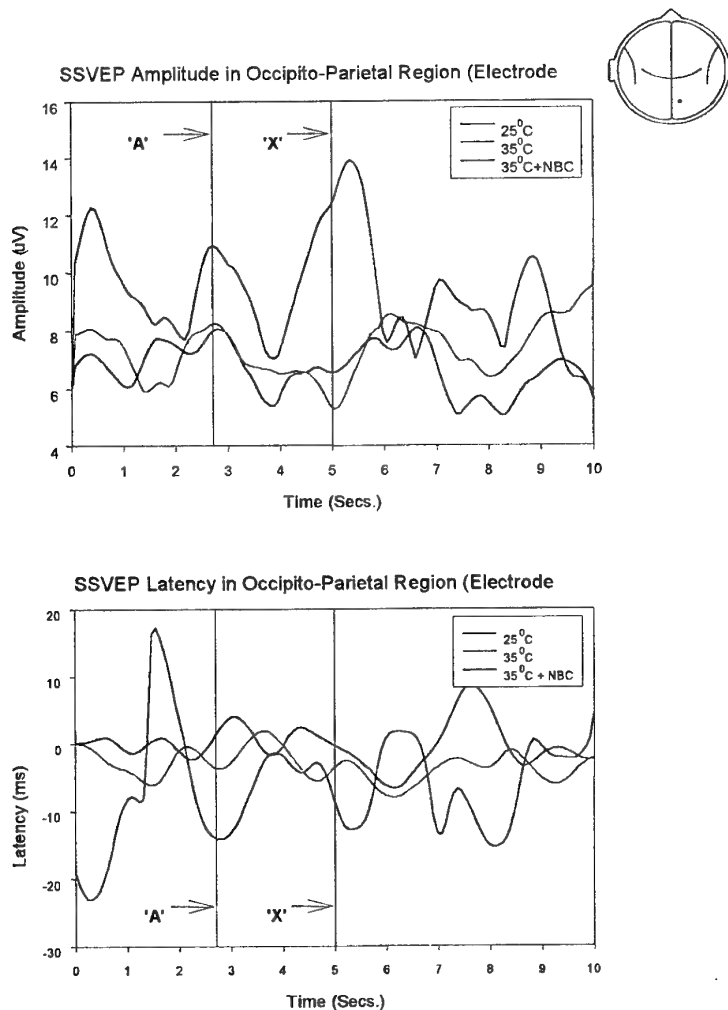 SSVEP Amplitude in Occipito-Parietal Region (Electrode
16
14
12
10
8
6
4
Amplitude (uV)
'A'
'X'
25⁰C
35⁰C
35⁰C+NBC
0 1 2 3 4 5 6 7 8 9 10
Time (Secs.)
SSVEP Latency in Occipito-Parietal Region (Electrode
20
10
0
-10
-20
-30
Latency (ms)
25⁰C
35⁰C
35⁰C + NBC
'A'
'X'
0 1 2 3 4 5 6 7 8 9 10
Time (Secs.)